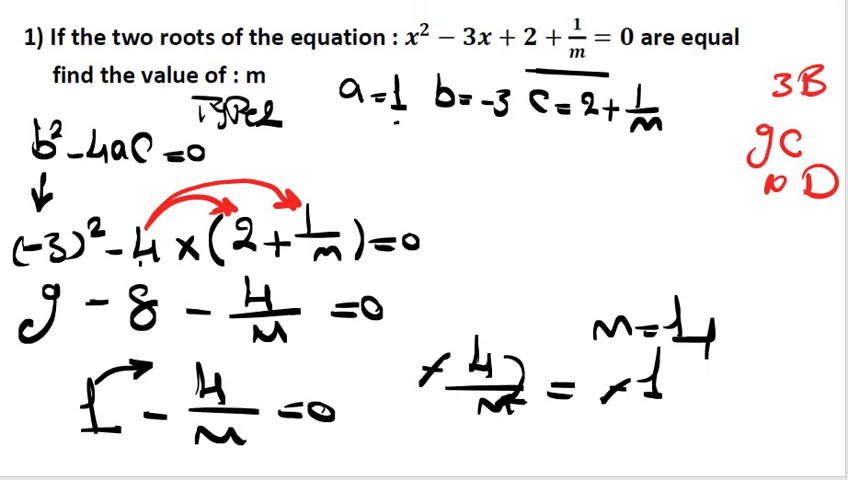 1) If the two roots of the equation : x² − 3x + 2 + 1/m = 0 are equal
find the value of : m
a=1 b=-3 c=2+1/m
3B
9C
10 D
b²-4ac=0
(-3)²-4×(2+1/m)=0
9-8-4/m=0
1-4/m=0
-4/m=-1
m=4